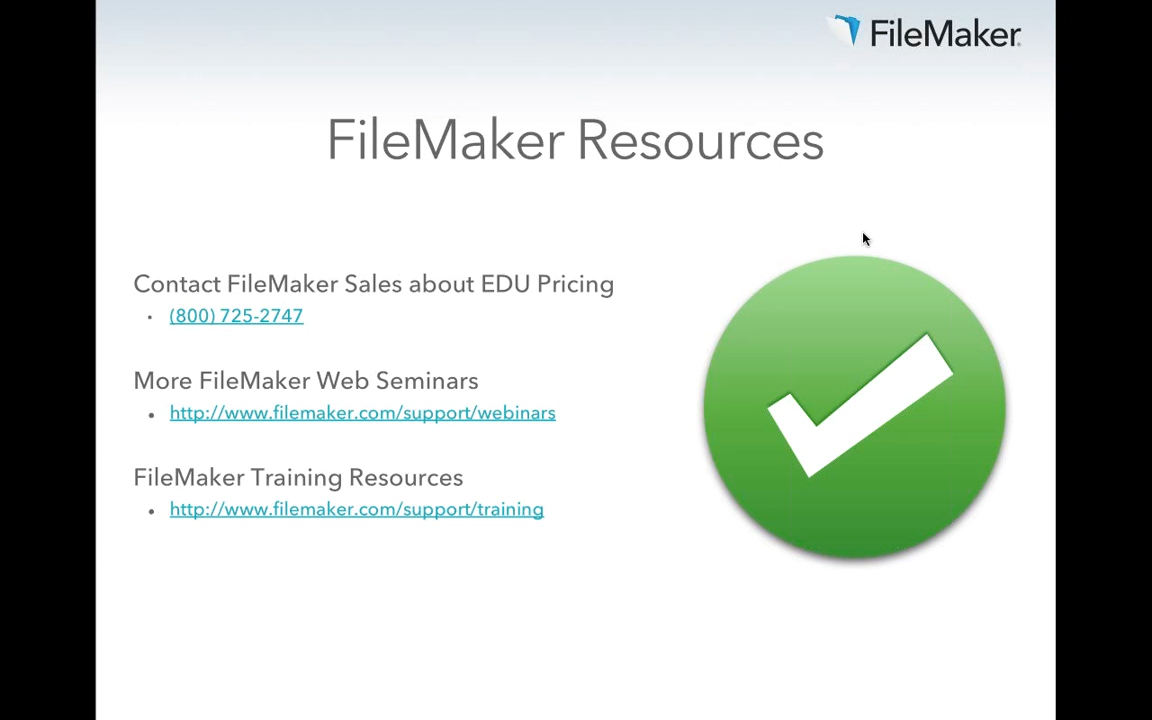 FileMaker
FileMaker Resources
Contact FileMaker Sales about EDU Pricing
• (800) 725-2747
More FileMaker Web Seminars
• http://www.filemaker.com/support/webinars
FileMaker Training Resources
• http://www.filemaker.com/support/training